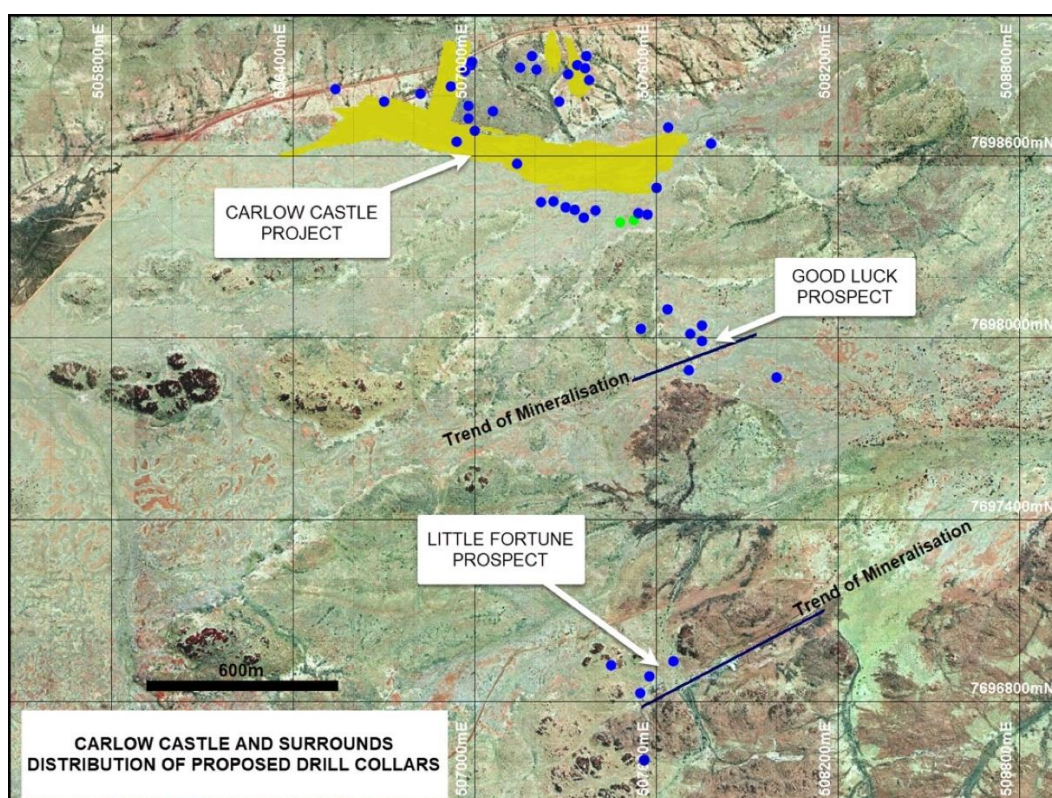 505800mE
506400mE
507000mE
507600mE
508200mE
508800mE
7698600mN
CARLOW CASTLE
PROJECT
GOOD LUCK
PROSPECT
7698000mN
Trend of Mineralisation
7697400mN
LITTLE FORTUNE
PROSPECT
Trend of Mineralisation
600m
7696800mN
CARLOW CASTLE AND SURROUNDS
DISTRIBUTION OF PROPOSED DRILL COLLARS
507000mE
507600mE
508200mE
508800mE